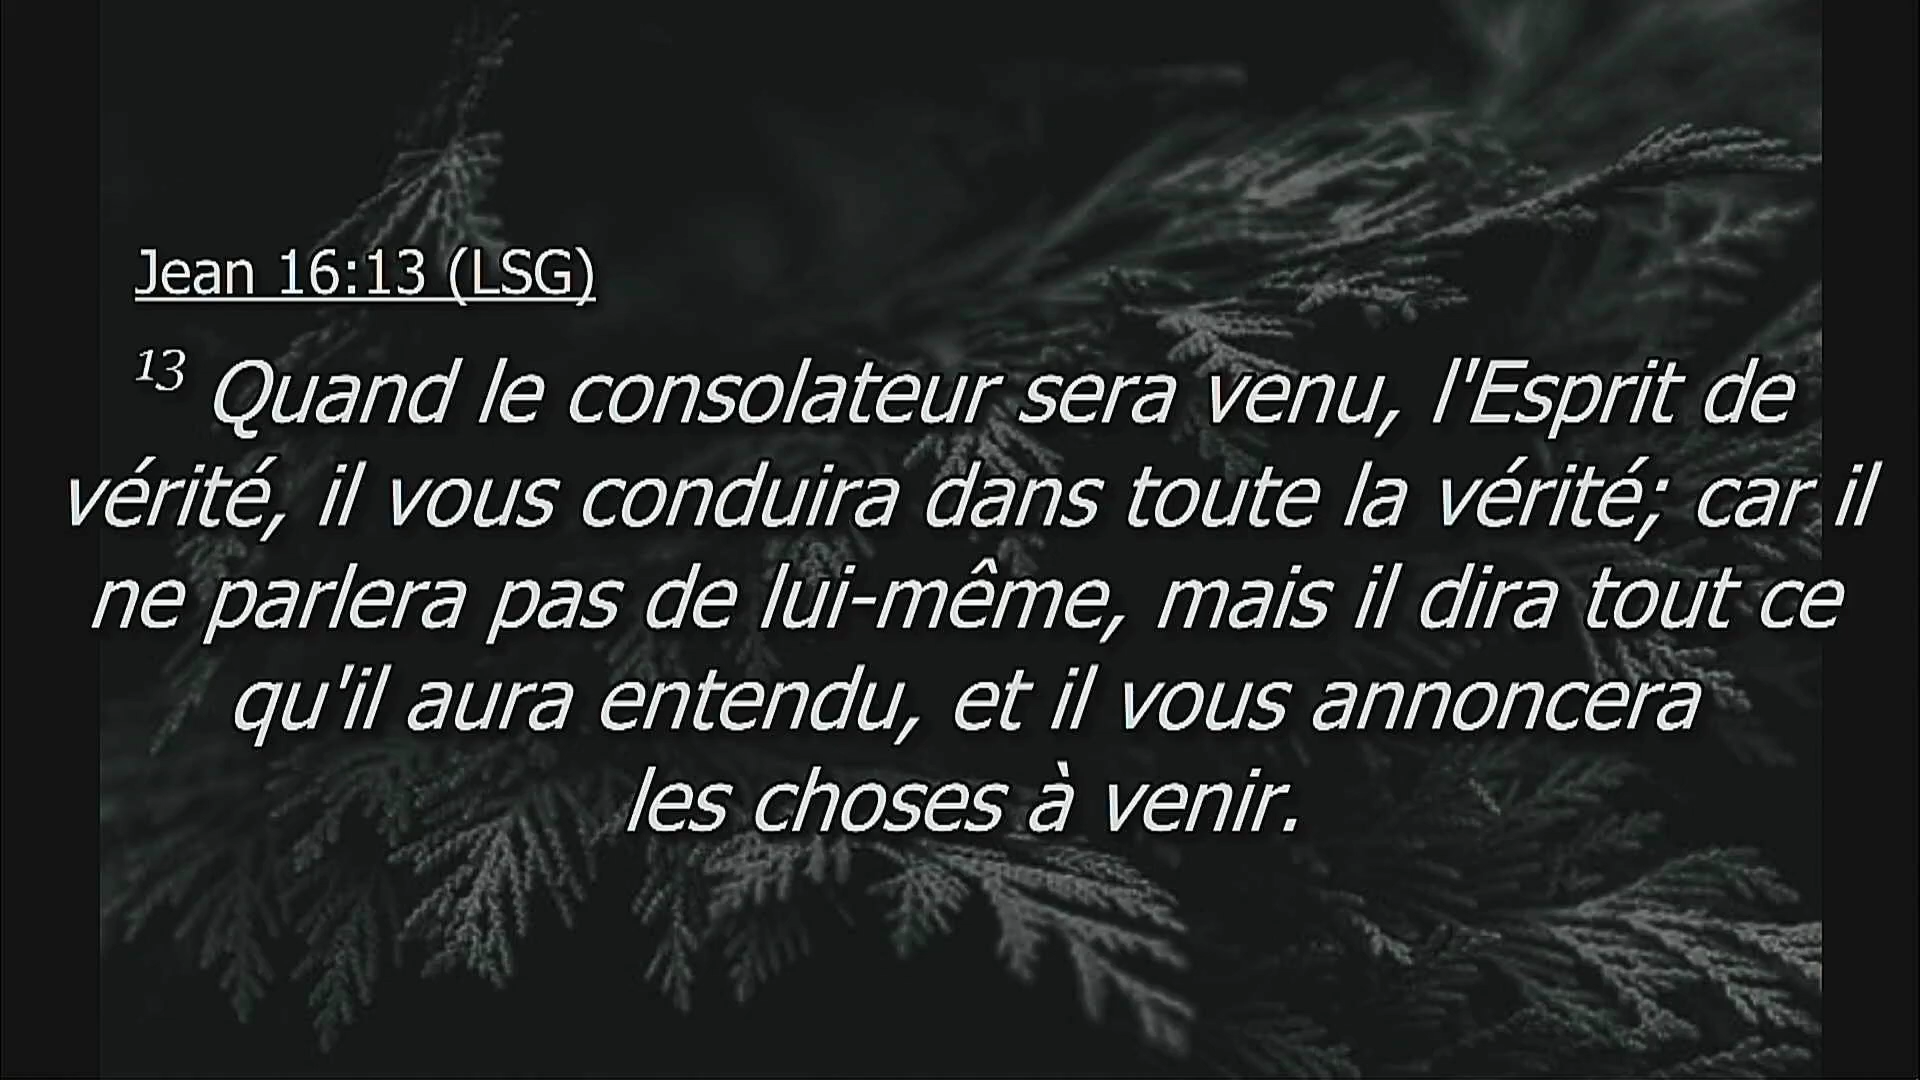 Jean 16:13 (LSG)
13 Quand le consolateur sera venu, l'Esprit de
vérité, il vous conduira dans toute la vérité; car il
ne parlera pas de lui-même, mais il dira tout ce
qu'il aura entendu, et il vous annoncera
les choses à venir.